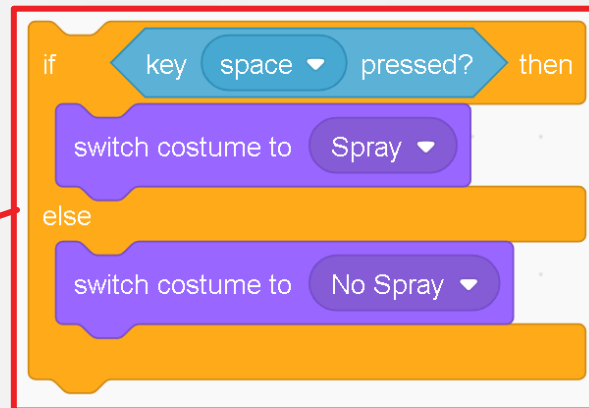 if key space pressed? then
switch costume to Spray
else
switch costume to No Spray